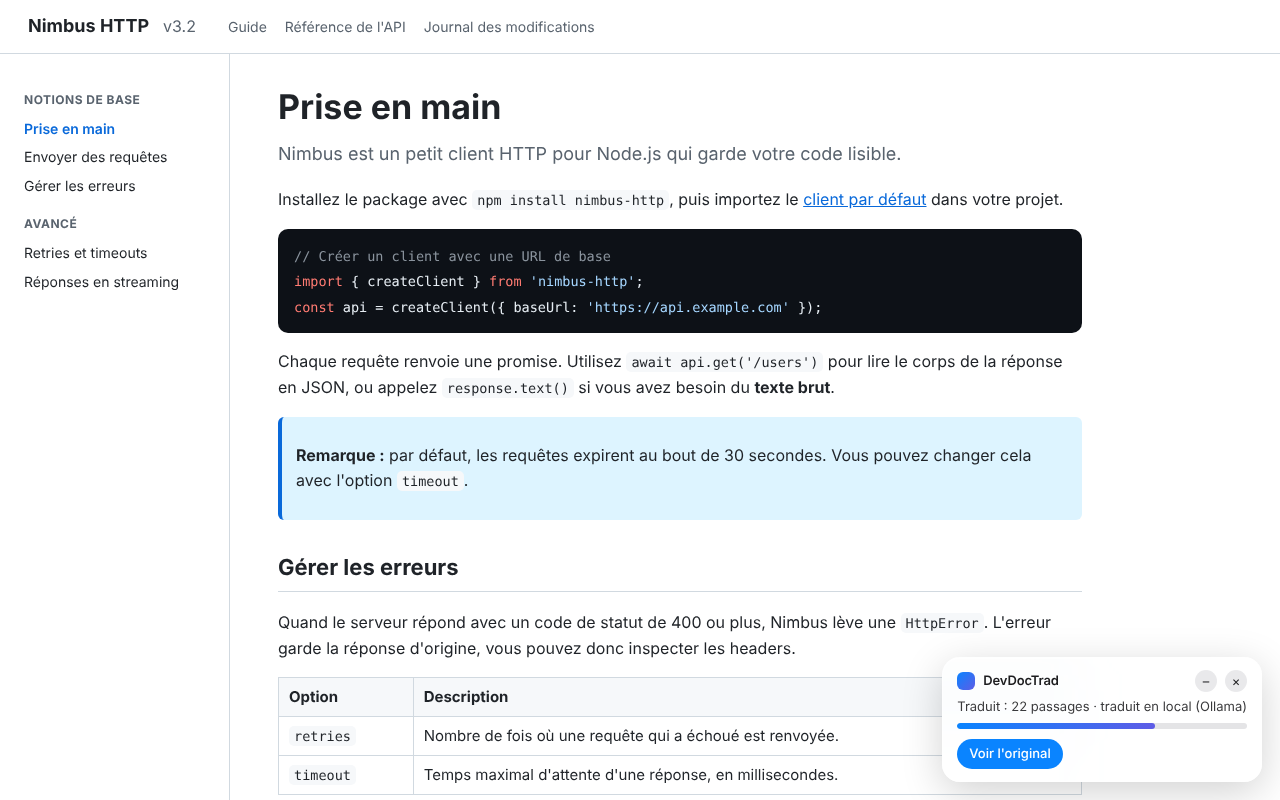 Nimbus HTTP v3.2 Guide Référence de l'API Journal des modifications
NOTIONS DE BASE
Prise en main
Envoyer des requêtes
Gérer les erreurs
AVANCÉ
Retries et timeouts
Réponses en streaming
Prise en main
Nimbus est un petit client HTTP pour Node.js qui garde votre code lisible.
Installez le package avec npm install nimbus-http , puis importez le client par défaut dans votre projet.
// Créer un client avec une URL de base
import { createClient } from 'nimbus-http';
const api = createClient({ baseUrl: 'https://api.example.com' });
Chaque requête renvoie une promise. Utilisez await api.get('/users') pour lire le corps de la réponse
en JSON, ou appelez response.text() si vous avez besoin du texte brut.
Remarque : par défaut, les requêtes expirent au bout de 30 secondes. Vous pouvez changer cela
avec l'option timeout .
Gérer les erreurs
Quand le serveur répond avec un code de statut de 400 ou plus, Nimbus lève une HttpError . L'erreur
garde la réponse d'origine, vous pouvez donc inspecter les headers.
Option Description
retries Nombre de fois où une requête qui a échoué est renvoyée.
timeout Temps maximal d'attente d'une réponse, en millisecondes.
DevDocTrad − ×
Traduit : 22 passages · traduit en local (Ollama)
Voir l'original